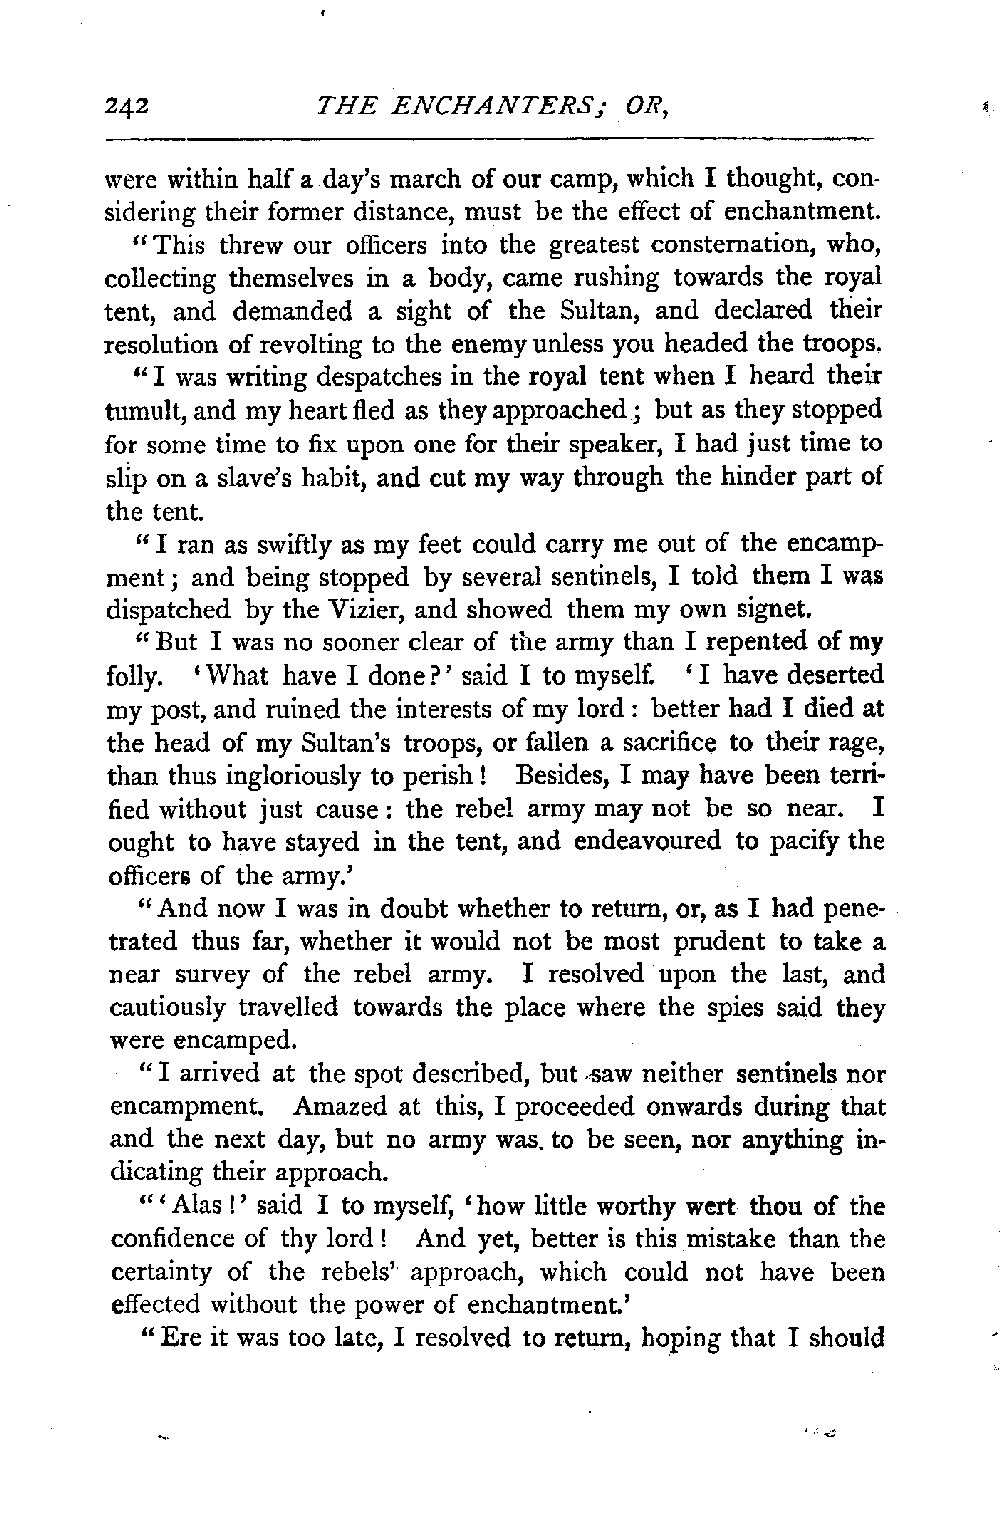 242 THE ENCHANTERS; OR,
were within half a day's march of our camp, which I thought, con-
sidering their former distance, must be the effect of enchantment.
"This threw our officers into the greatest consternation, who,
collecting themselves in a body, came rushing towards the royal
tent, and demanded a sight of the Sultan, and declared their
resolution of revolting to the enemy unless you headed the troops.
"I was writing despatches in the royal tent when I heard their
tumult, and my heart fled as they approached; but as they stopped
for some time to fix upon one for their speaker, I had just time to
slip on a slave's habit, and cut my way through the hinder part of
the tent.
"I ran as swiftly as my feet could carry me out of the encamp-
ment; and being stopped by several sentinels, I told them I was
dispatched by the Vizier, and showed them my own signet.
"But I was no sooner clear of the army than I repented of my
folly. 'What have I done?' said I to myself. 'I have deserted
my post, and ruined the interests of my lord: better had I died at
the head of my Sultan's troops, or fallen a sacrifice to their rage,
than thus ingloriously to perish! Besides, I may have been terri-
fied without just cause: the rebel army may not be so near. I
ought to have stayed in the tent, and endeavoured to pacify the
officers of the army.'
"And now I was in doubt whether to return, or, as I had pene-
trated thus far, whether it would not be most prudent to take a
near survey of the rebel army. I resolved upon the last, and
cautiously travelled towards the place where the spies said they
were encamped.
"I arrived at the spot described, but saw neither sentinels nor
encampment. Amazed at this, I proceeded onwards during that
and the next day, but no army was to be seen, nor anything in-
dicating their approach.
"'Alas!' said I to myself, 'how little worthy wert thou of the
confidence of thy lord! And yet, better is this mistake than the
certainty of the rebels' approach, which could not have been
effected without the power of enchantment.'
"Ere it was too late, I resolved to return, hoping that I should